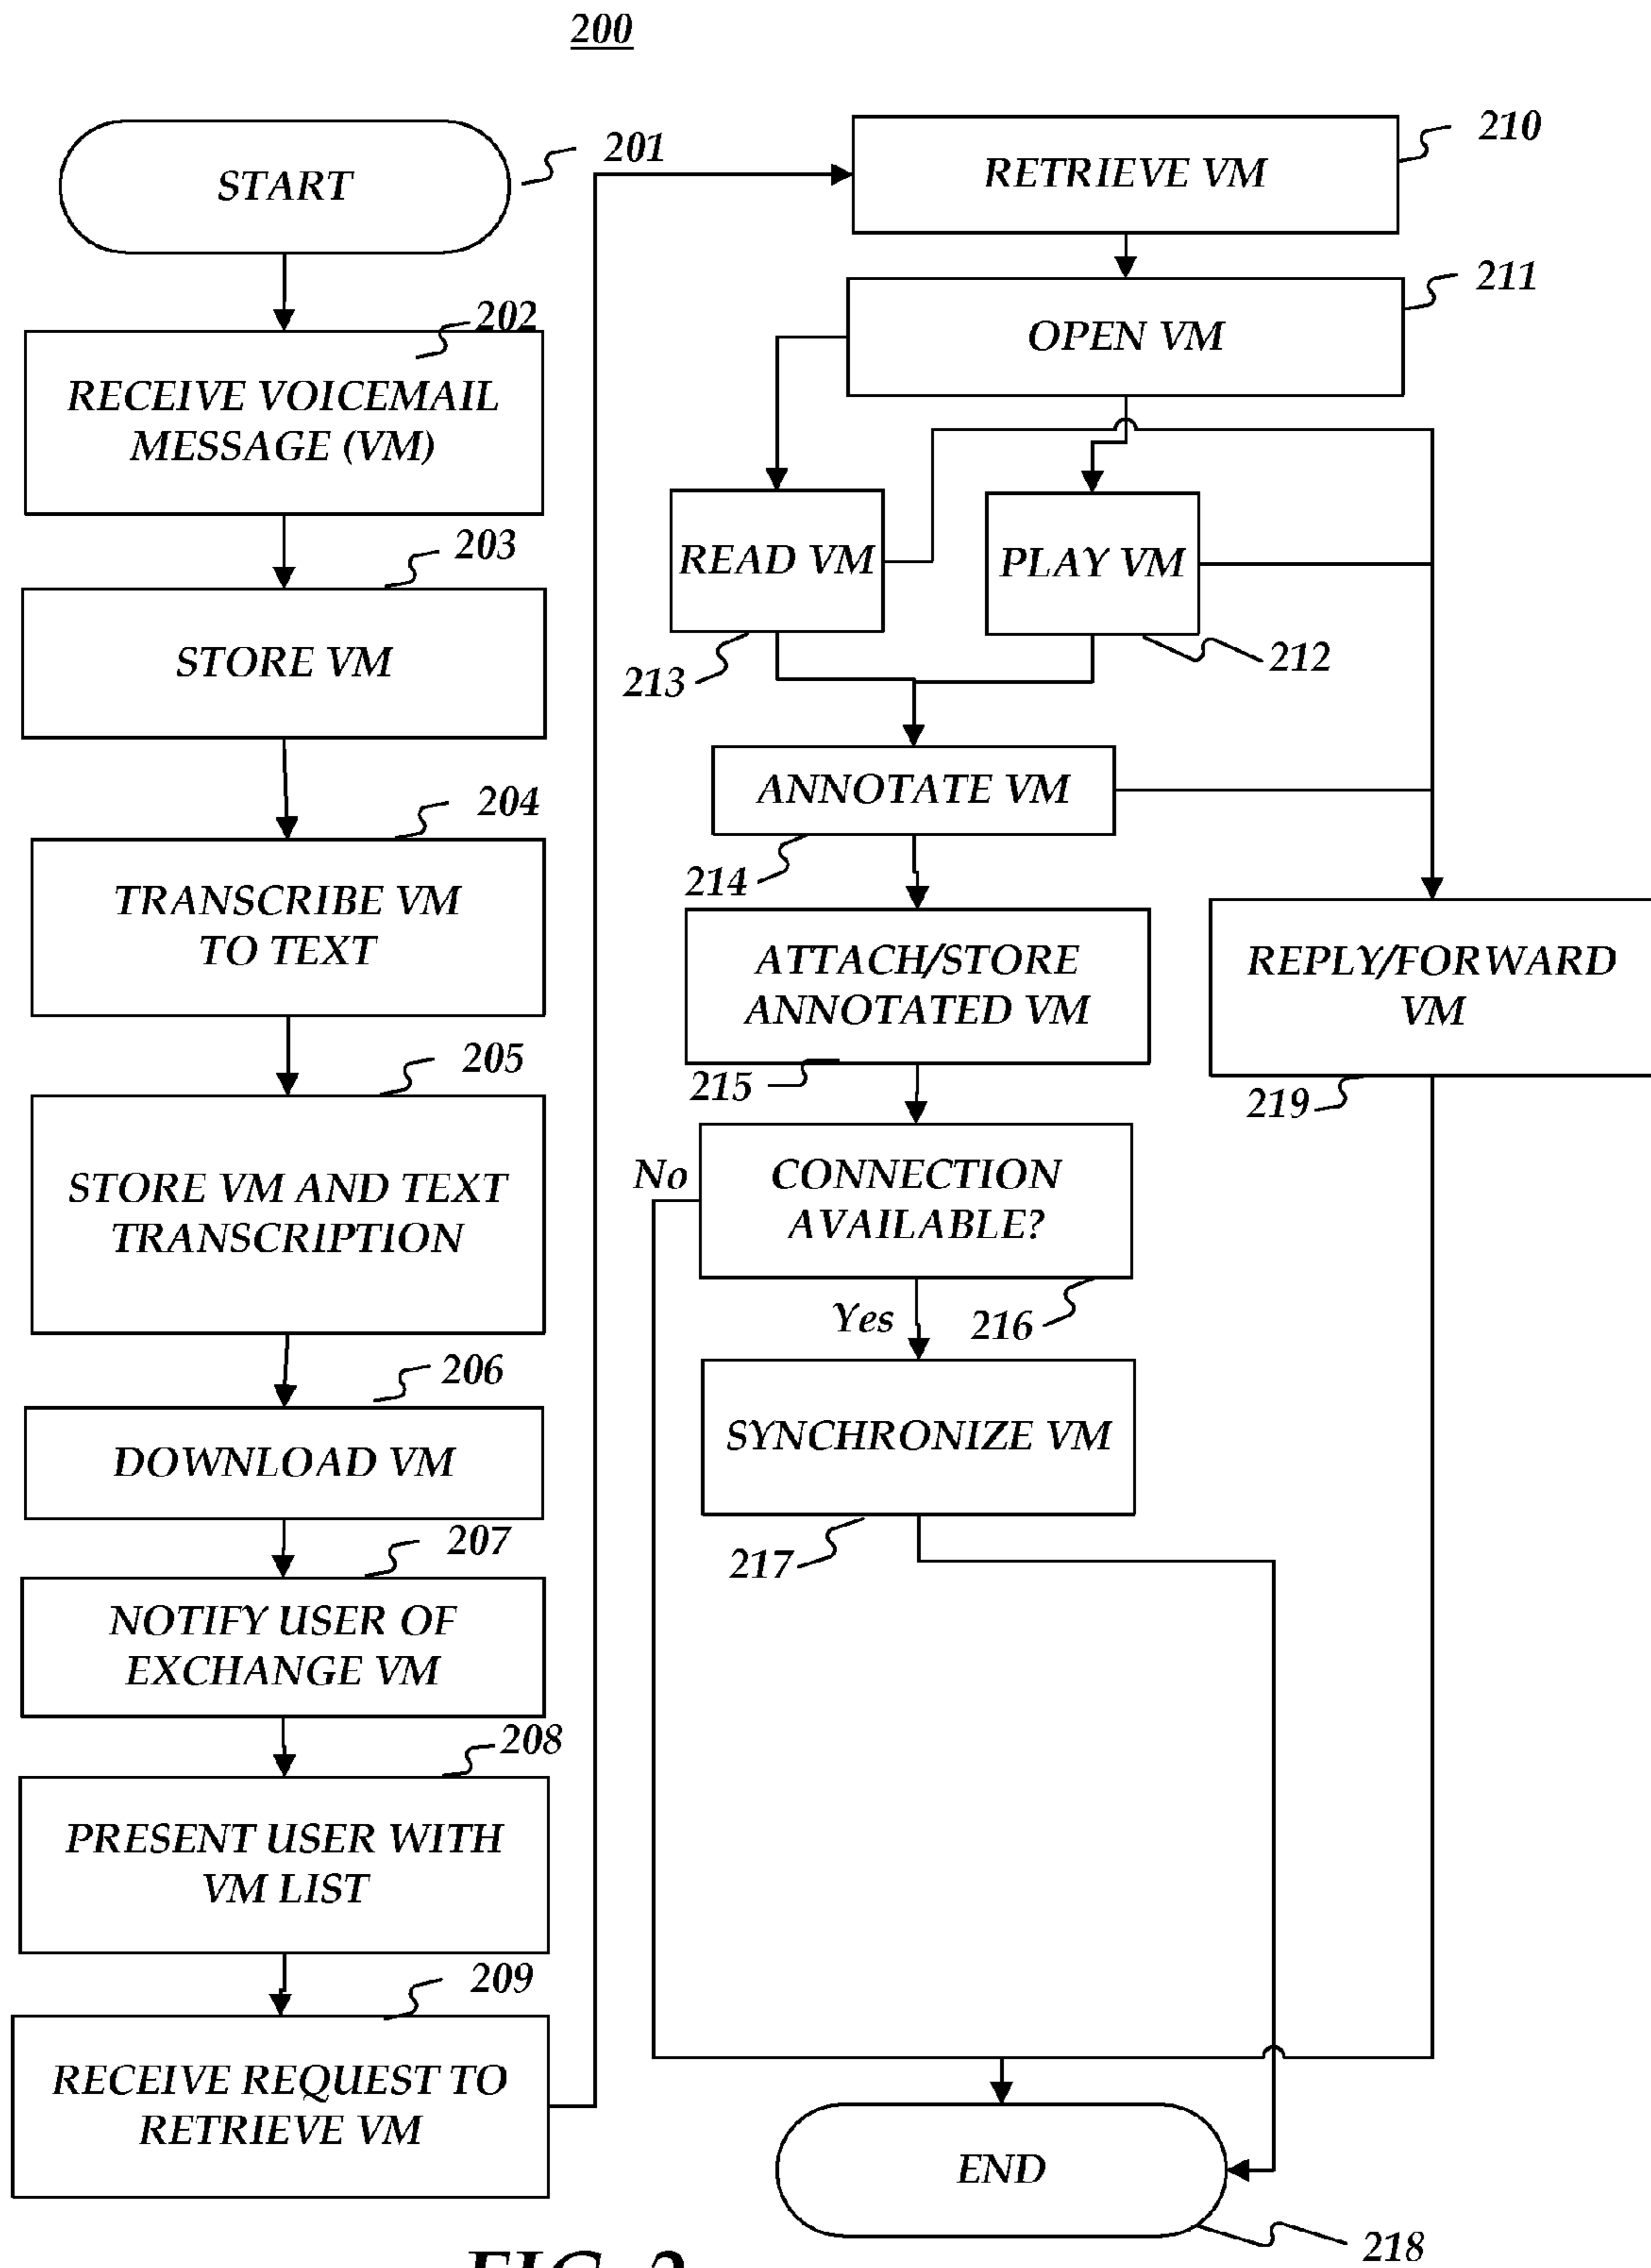 200
START
201
202
RECEIVE VOICEMAIL
MESSAGE (VM)
203
STORE VM
204
TRANSCRIBE VM
TO TEXT
205
STORE VM AND TEXT
TRANSCRIPTION
206
DOWNLOAD VM
207
NOTIFY USER OF
EXCHANGE VM
208
PRESENT USER WITH
VM LIST
209
RECEIVE REQUEST TO
RETRIEVE VM
210
RETRIEVE VM
211
OPEN VM
READ VM
213
PLAY VM
212
ANNOTATE VM
214
ATTACH/STORE
ANNOTATED VM
215
REPLY/FORWARD
VM
219
No
CONNECTION
AVAILABLE?
Yes
216
SYNCHRONIZE VM
217
END
218
FIG. 2